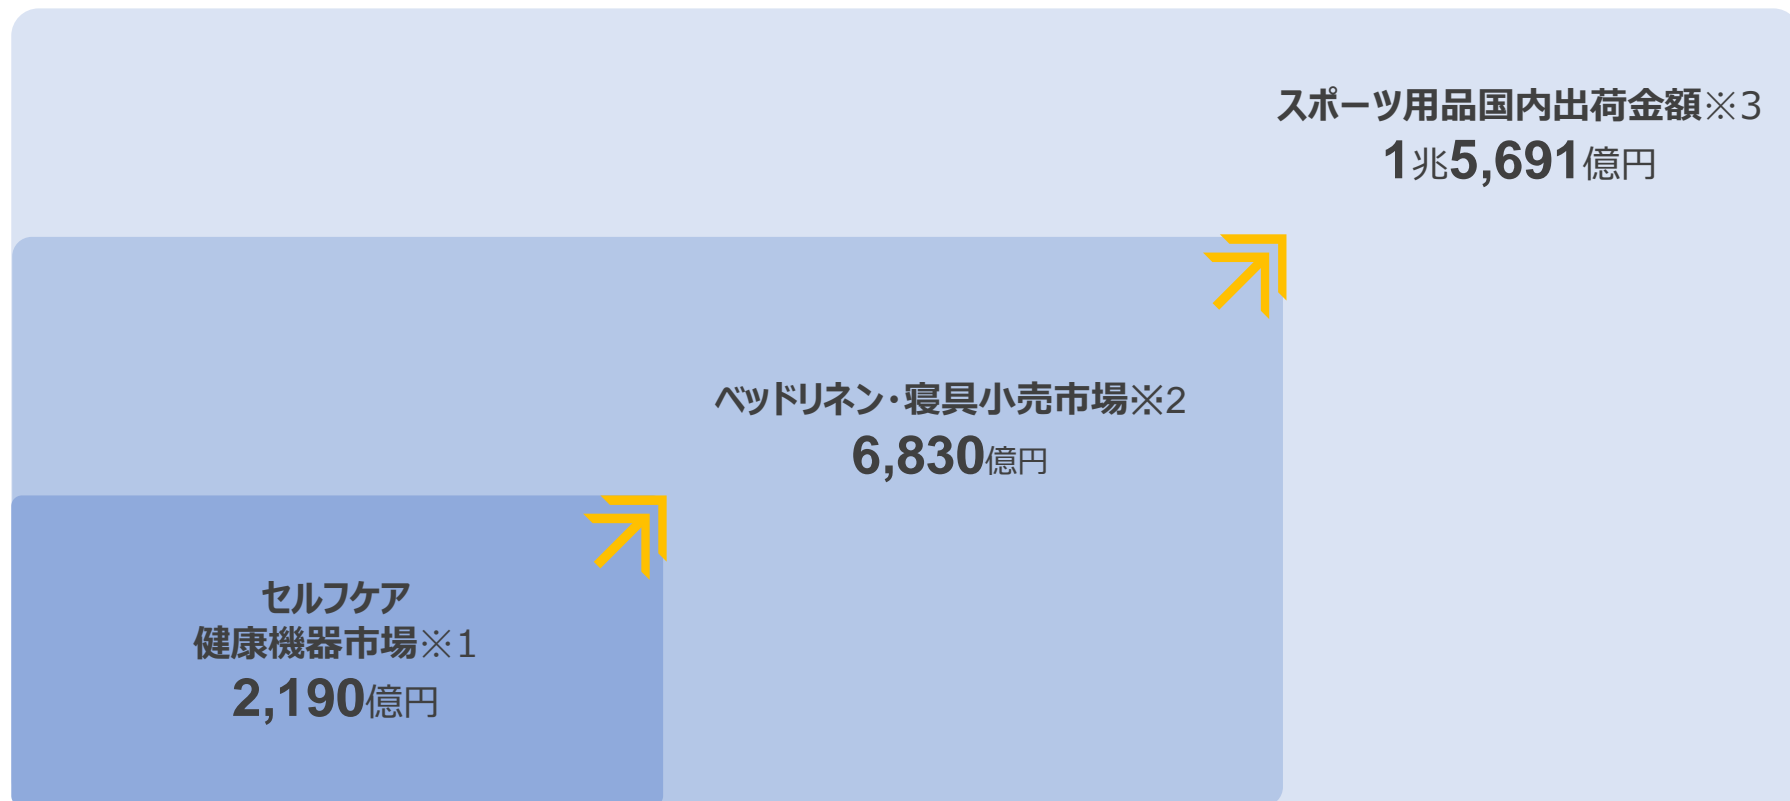 スポーツ用品国内出荷金額※3
1兆5,691億円
ベッドリネン・寝具小売市場※2
6,830億円
セルフケア
健康機器市場※1
2,190億円